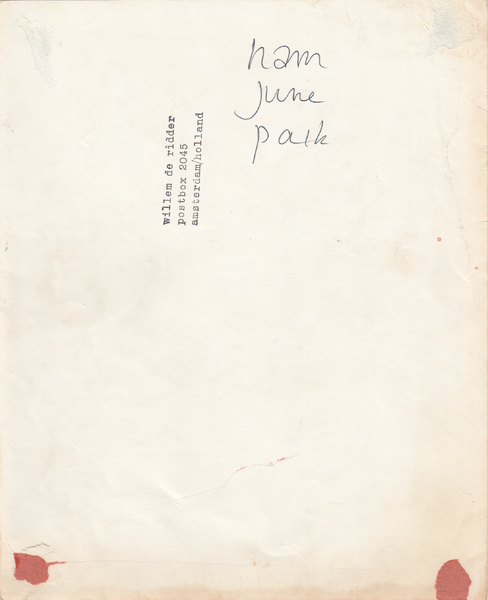 nam
June
paik
willem de ridder
postbox 2045
amsterdam/holland